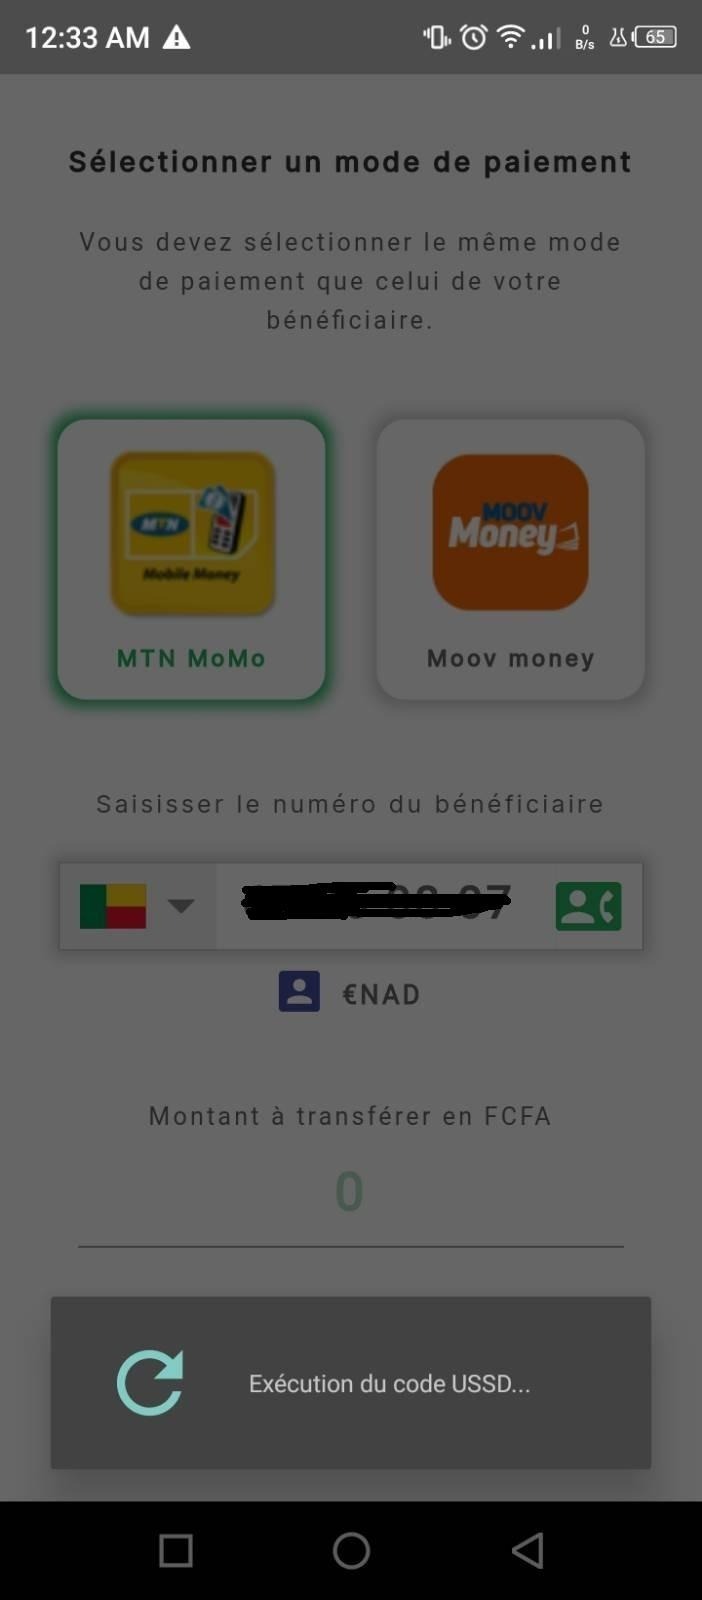 12:33 AM
0
B/s
65
Sélectionner un mode de paiement
Vous devez sélectionner le même mode
de paiement que celui de votre
bénéficiaire.
MTN
Mobile Money
MOOV
Money
MTN MoMo
Moov money
Saisisser le numéro du bénéficiaire
€NAD
Montant à transférer en FCFA
0
Exécution du code USSD...